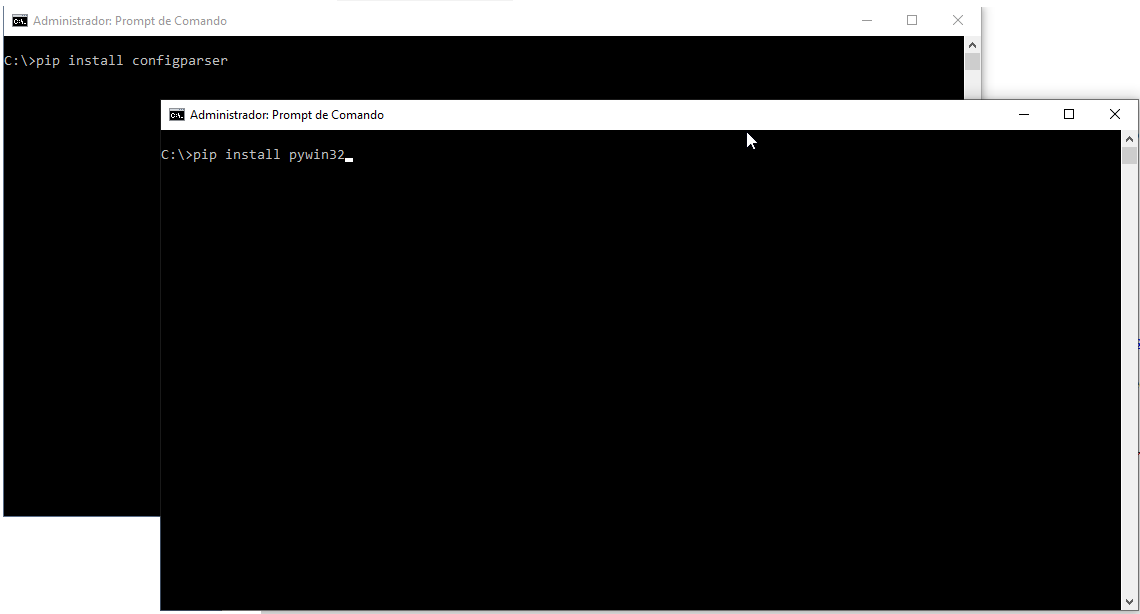 Administrador: Prompt de Comando
C:\>pip install configparser
Administrador: Prompt de Comando
C:\>pip install pywin32